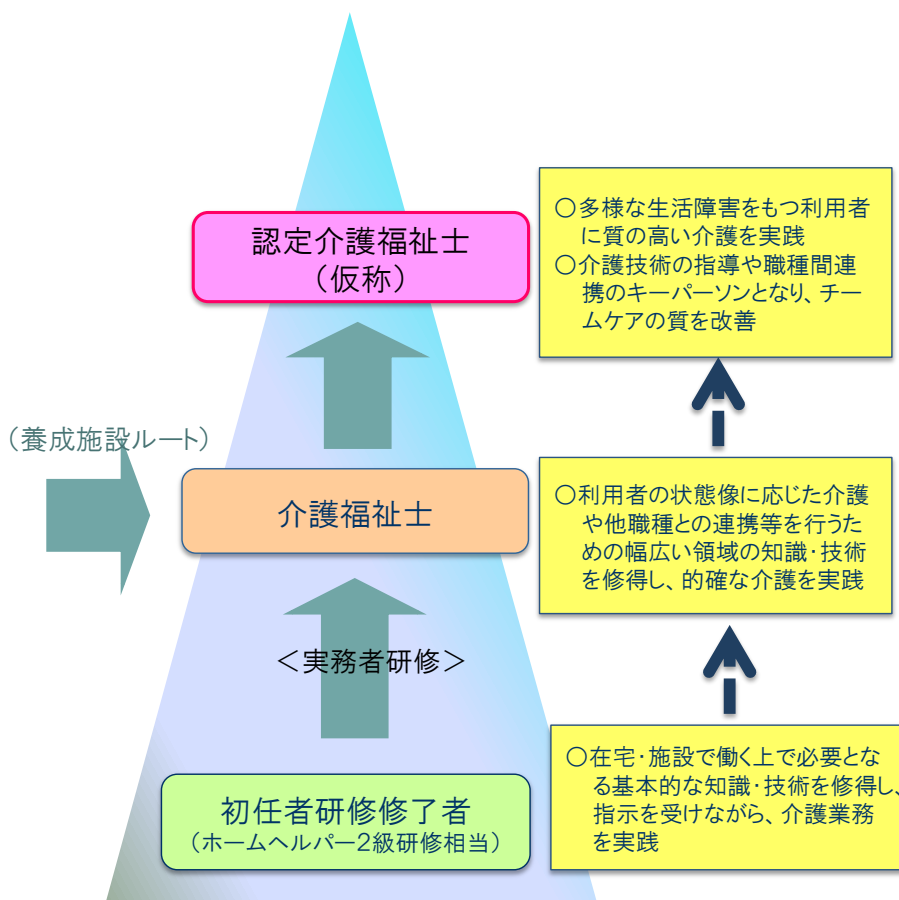 認定介護福祉士
（仮称）
○多様な生活障害をもつ利用者
に質の高い介護を実践
○介護技術の指導や職種間連
携のキーパーソンとなり、チー
ムケアの質を改善
（養成施設ルート）
介護福祉士
○利用者の状態像に応じた介護
や他職種との連携等を行うた
めの幅広い領域の知識・技術
を修得し、的確な介護を実践
＜実務者研修＞
初任者研修修了者
（ホームヘルパー2級研修相当）
○在宅・施設で働く上で必要とな
る基本的な知識・技術を修得し、
指示を受けながら、介護業務
を実践